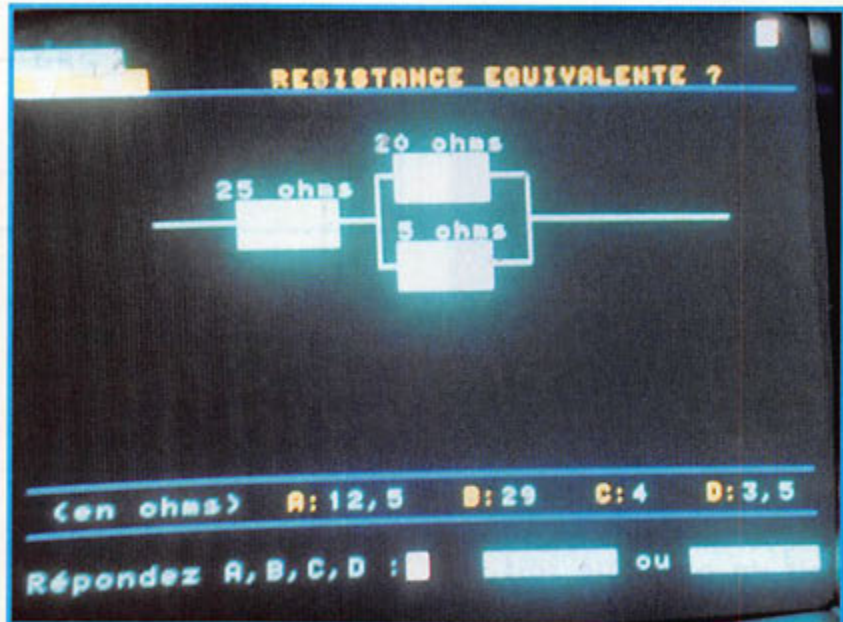 RESISTANCE EQUIVALENTE ?
20 ohms
25 ohms
5 ohms
(en ohms) A:12,5 B:29 C:4 D:3,5
Répondez A,B,C,D : ou